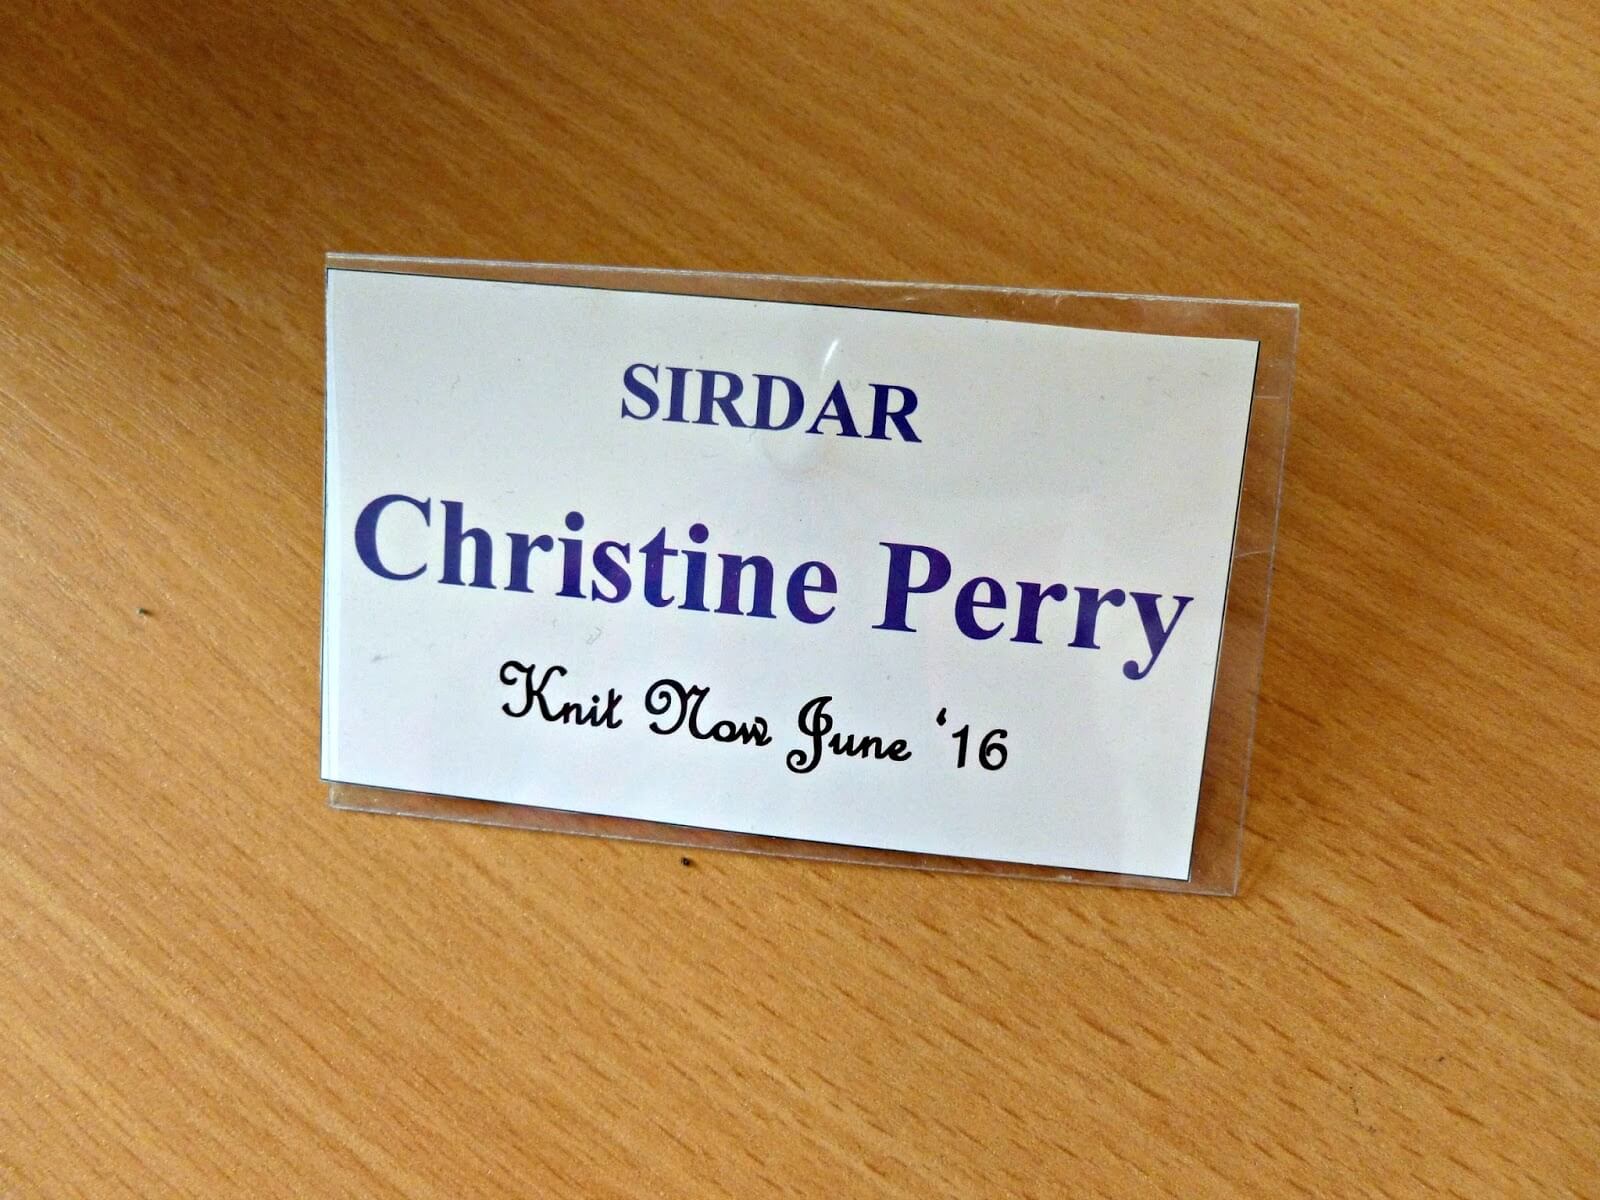 SIRDAR
Christine Perry
Knit Now June ‘16